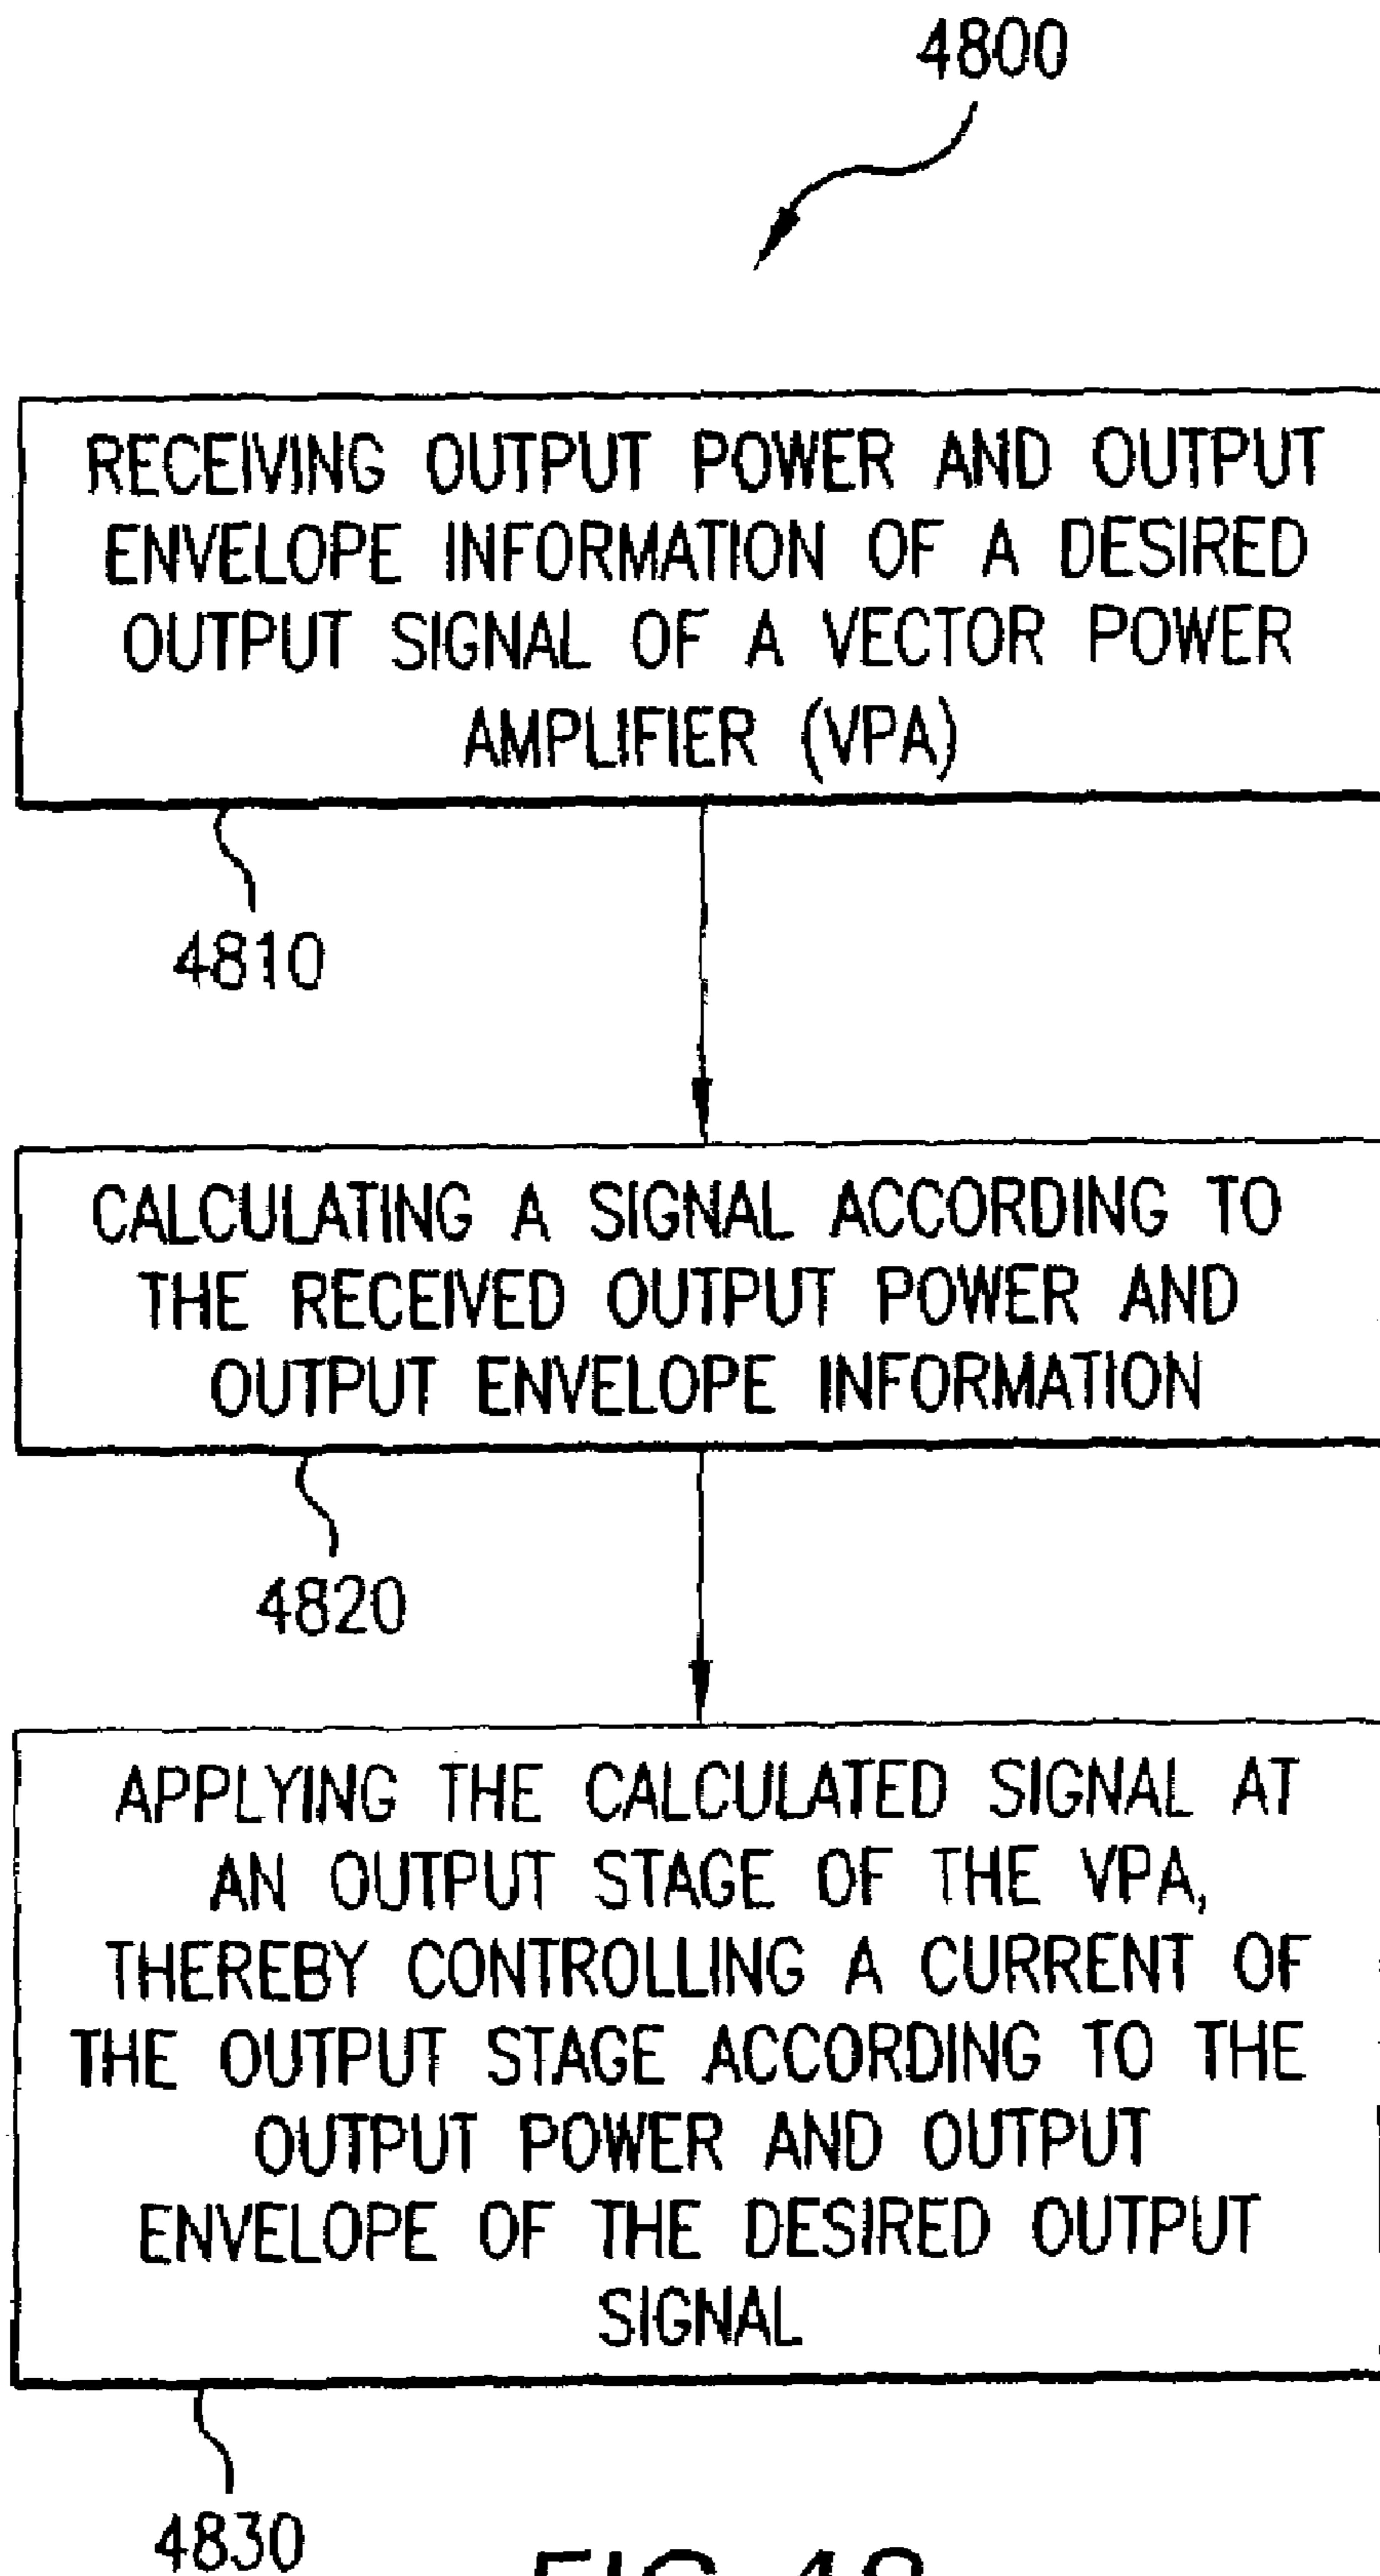 4800
RECEIVING OUTPUT POWER AND OUTPUT
ENVELOPE INFORMATION OF A DESIRED
OUTPUT SIGNAL OF A VECTOR POWER
AMPLIFIER (VPA)
4810
CALCULATING A SIGNAL ACCORDING TO
THE RECEIVED OUTPUT POWER AND
OUTPUT ENVELOPE INFORMATION
4820
APPLYING THE CALCULATED SIGNAL AT
AN OUTPUT STAGE OF THE VPA,
THEREBY CONTROLLING A CURRENT OF
THE OUTPUT STAGE ACCORDING TO THE
OUTPUT POWER AND OUTPUT
ENVELOPE OF THE DESIRED OUTPUT
SIGNAL
4830
FIG. 48